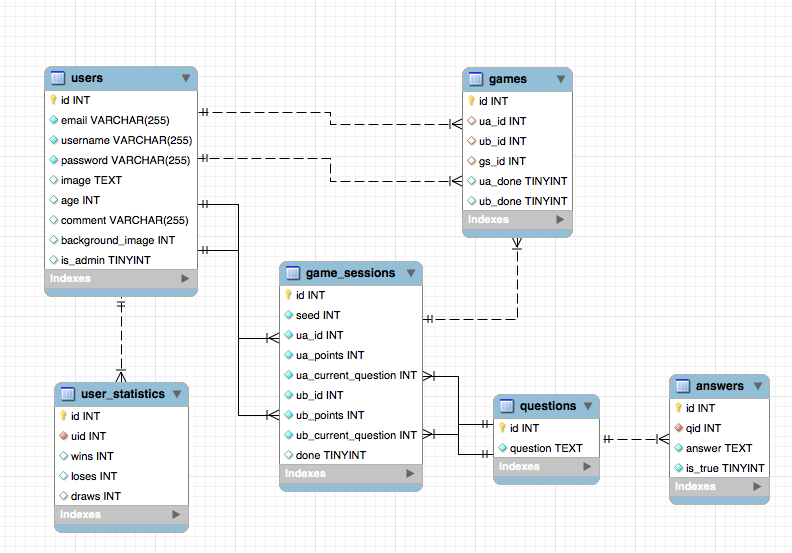 users
id INT
email VARCHAR(255)
username VARCHAR(255)
password VARCHAR(255)
image TEXT
age INT
comment VARCHAR(255)
background_image INT
is_admin TINYINT
Indexes
games
id INT
ua_id INT
ub_id INT
gs_id INT
ua_done TINYINT
ub_done TINYINT
Indexes
game_sessions
id INT
seed INT
ua_id INT
ua_points INT
ua_current_question INT
ub_id INT
ub_points INT
ub_current_question INT
done TINYINT
Indexes
user_statistics
id INT
uid INT
wins INT
loses INT
draws INT
Indexes
questions
id INT
question TEXT
Indexes
answers
id INT
qid INT
answer TEXT
is_true TINYINT
Indexes